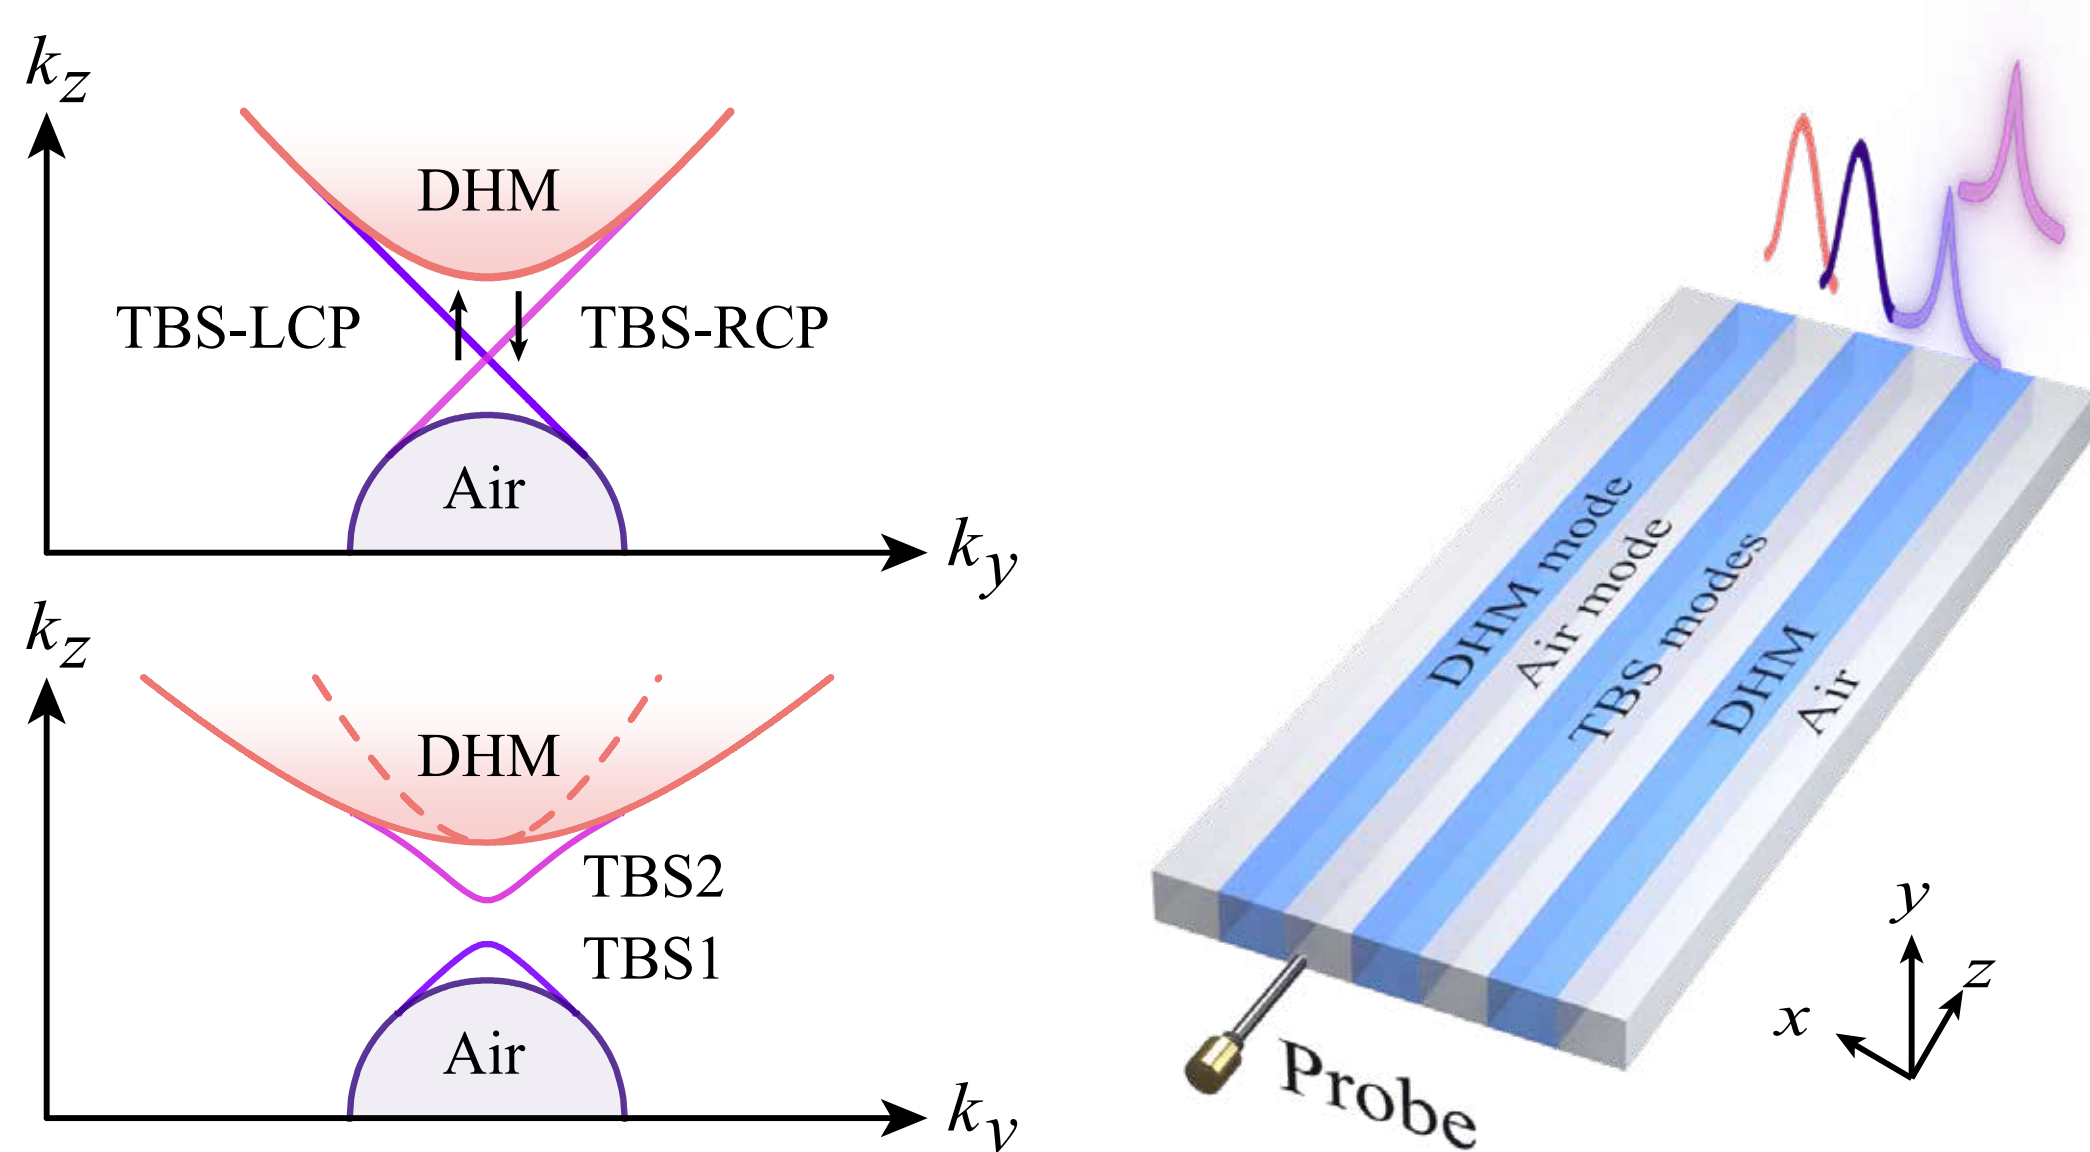 k_z
DHM
TBS-LCP
TBS-RCP
Air
k_y
k_z
DHM
TBS2
TBS1
Air
k_y
DHM mode
Air mode
TBS modes
DHM
Air
Probe
y
z
x